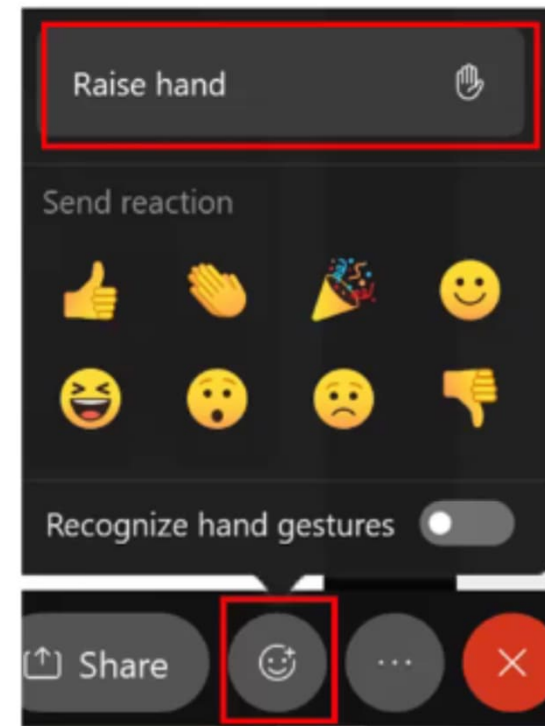 Raise hand
Send reaction
Recognize hand gestures
Share